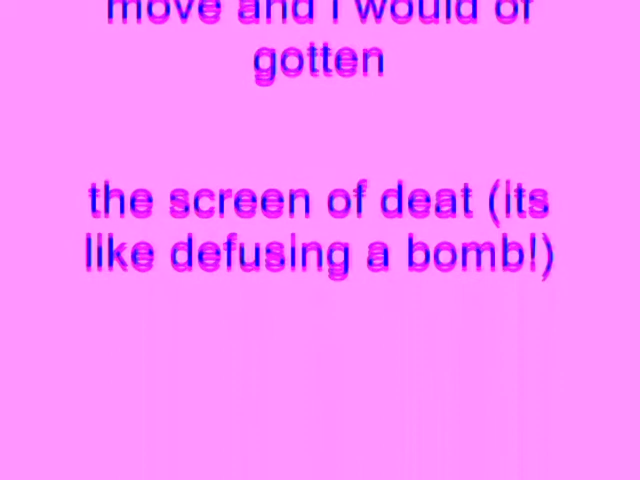 move and i would of
gotten
the screen of deat (its
like defusing a bomb!)